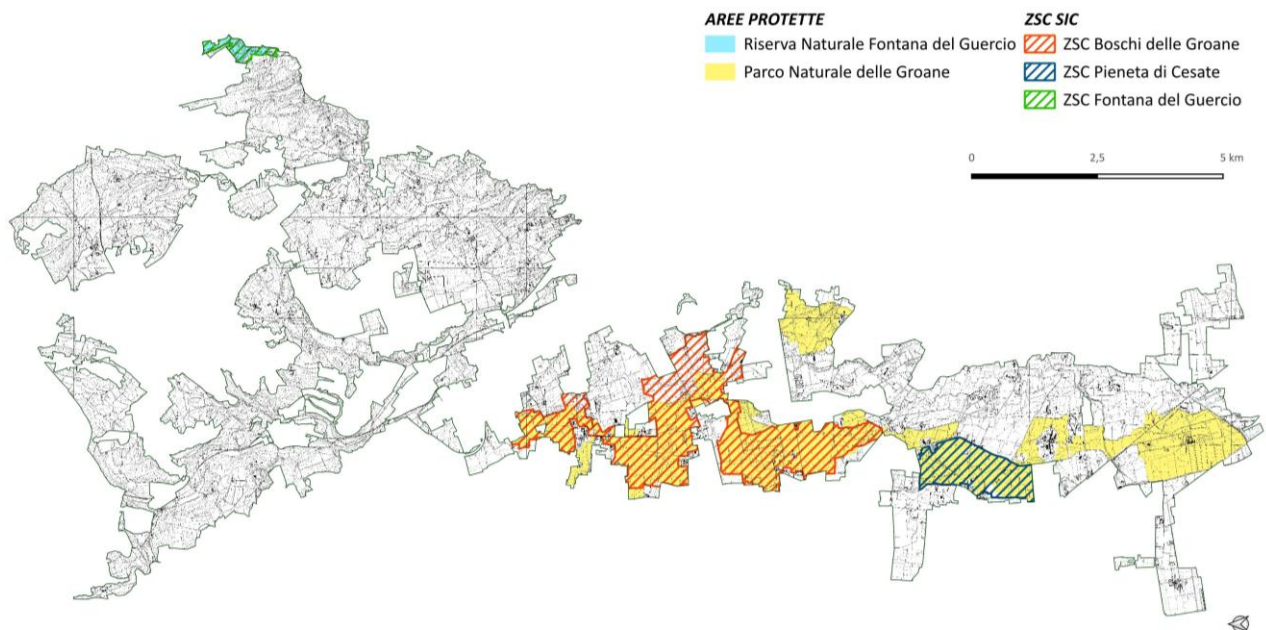 AREE PROTETTE
Riserva Naturale Fontana del Guercio
Parco Naturale delle Groane
ZSC SIC
ZSC Boschi delle Groane
ZSC Pieneta di Cesate
ZSC Fontana del Guercio
0 2,5 5 km